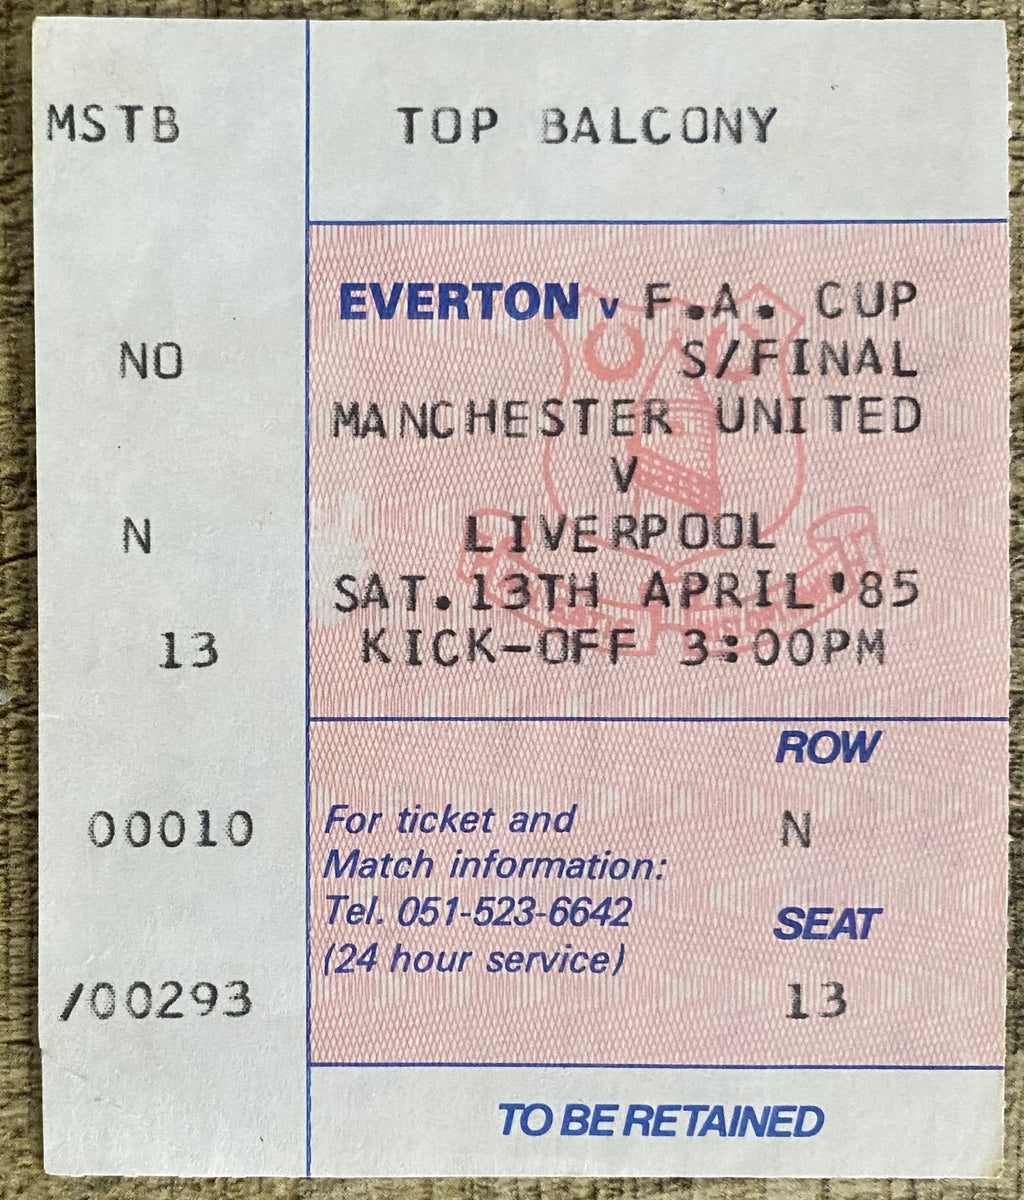 MSTB
NO
N
13
00010
/00293
TOP BALCONY
EVERTON v F.A. CUP
S/FINAL
MANCHESTER UNITED
V
LIVERPOOL
SAT. 13TH APRIL '85
KICK-OFF 3:00PM
For ticket and
Match information:
Tel. 051-523-6642
(24 hour service)
ROW
N
SEAT
13
TO BE RETAINED